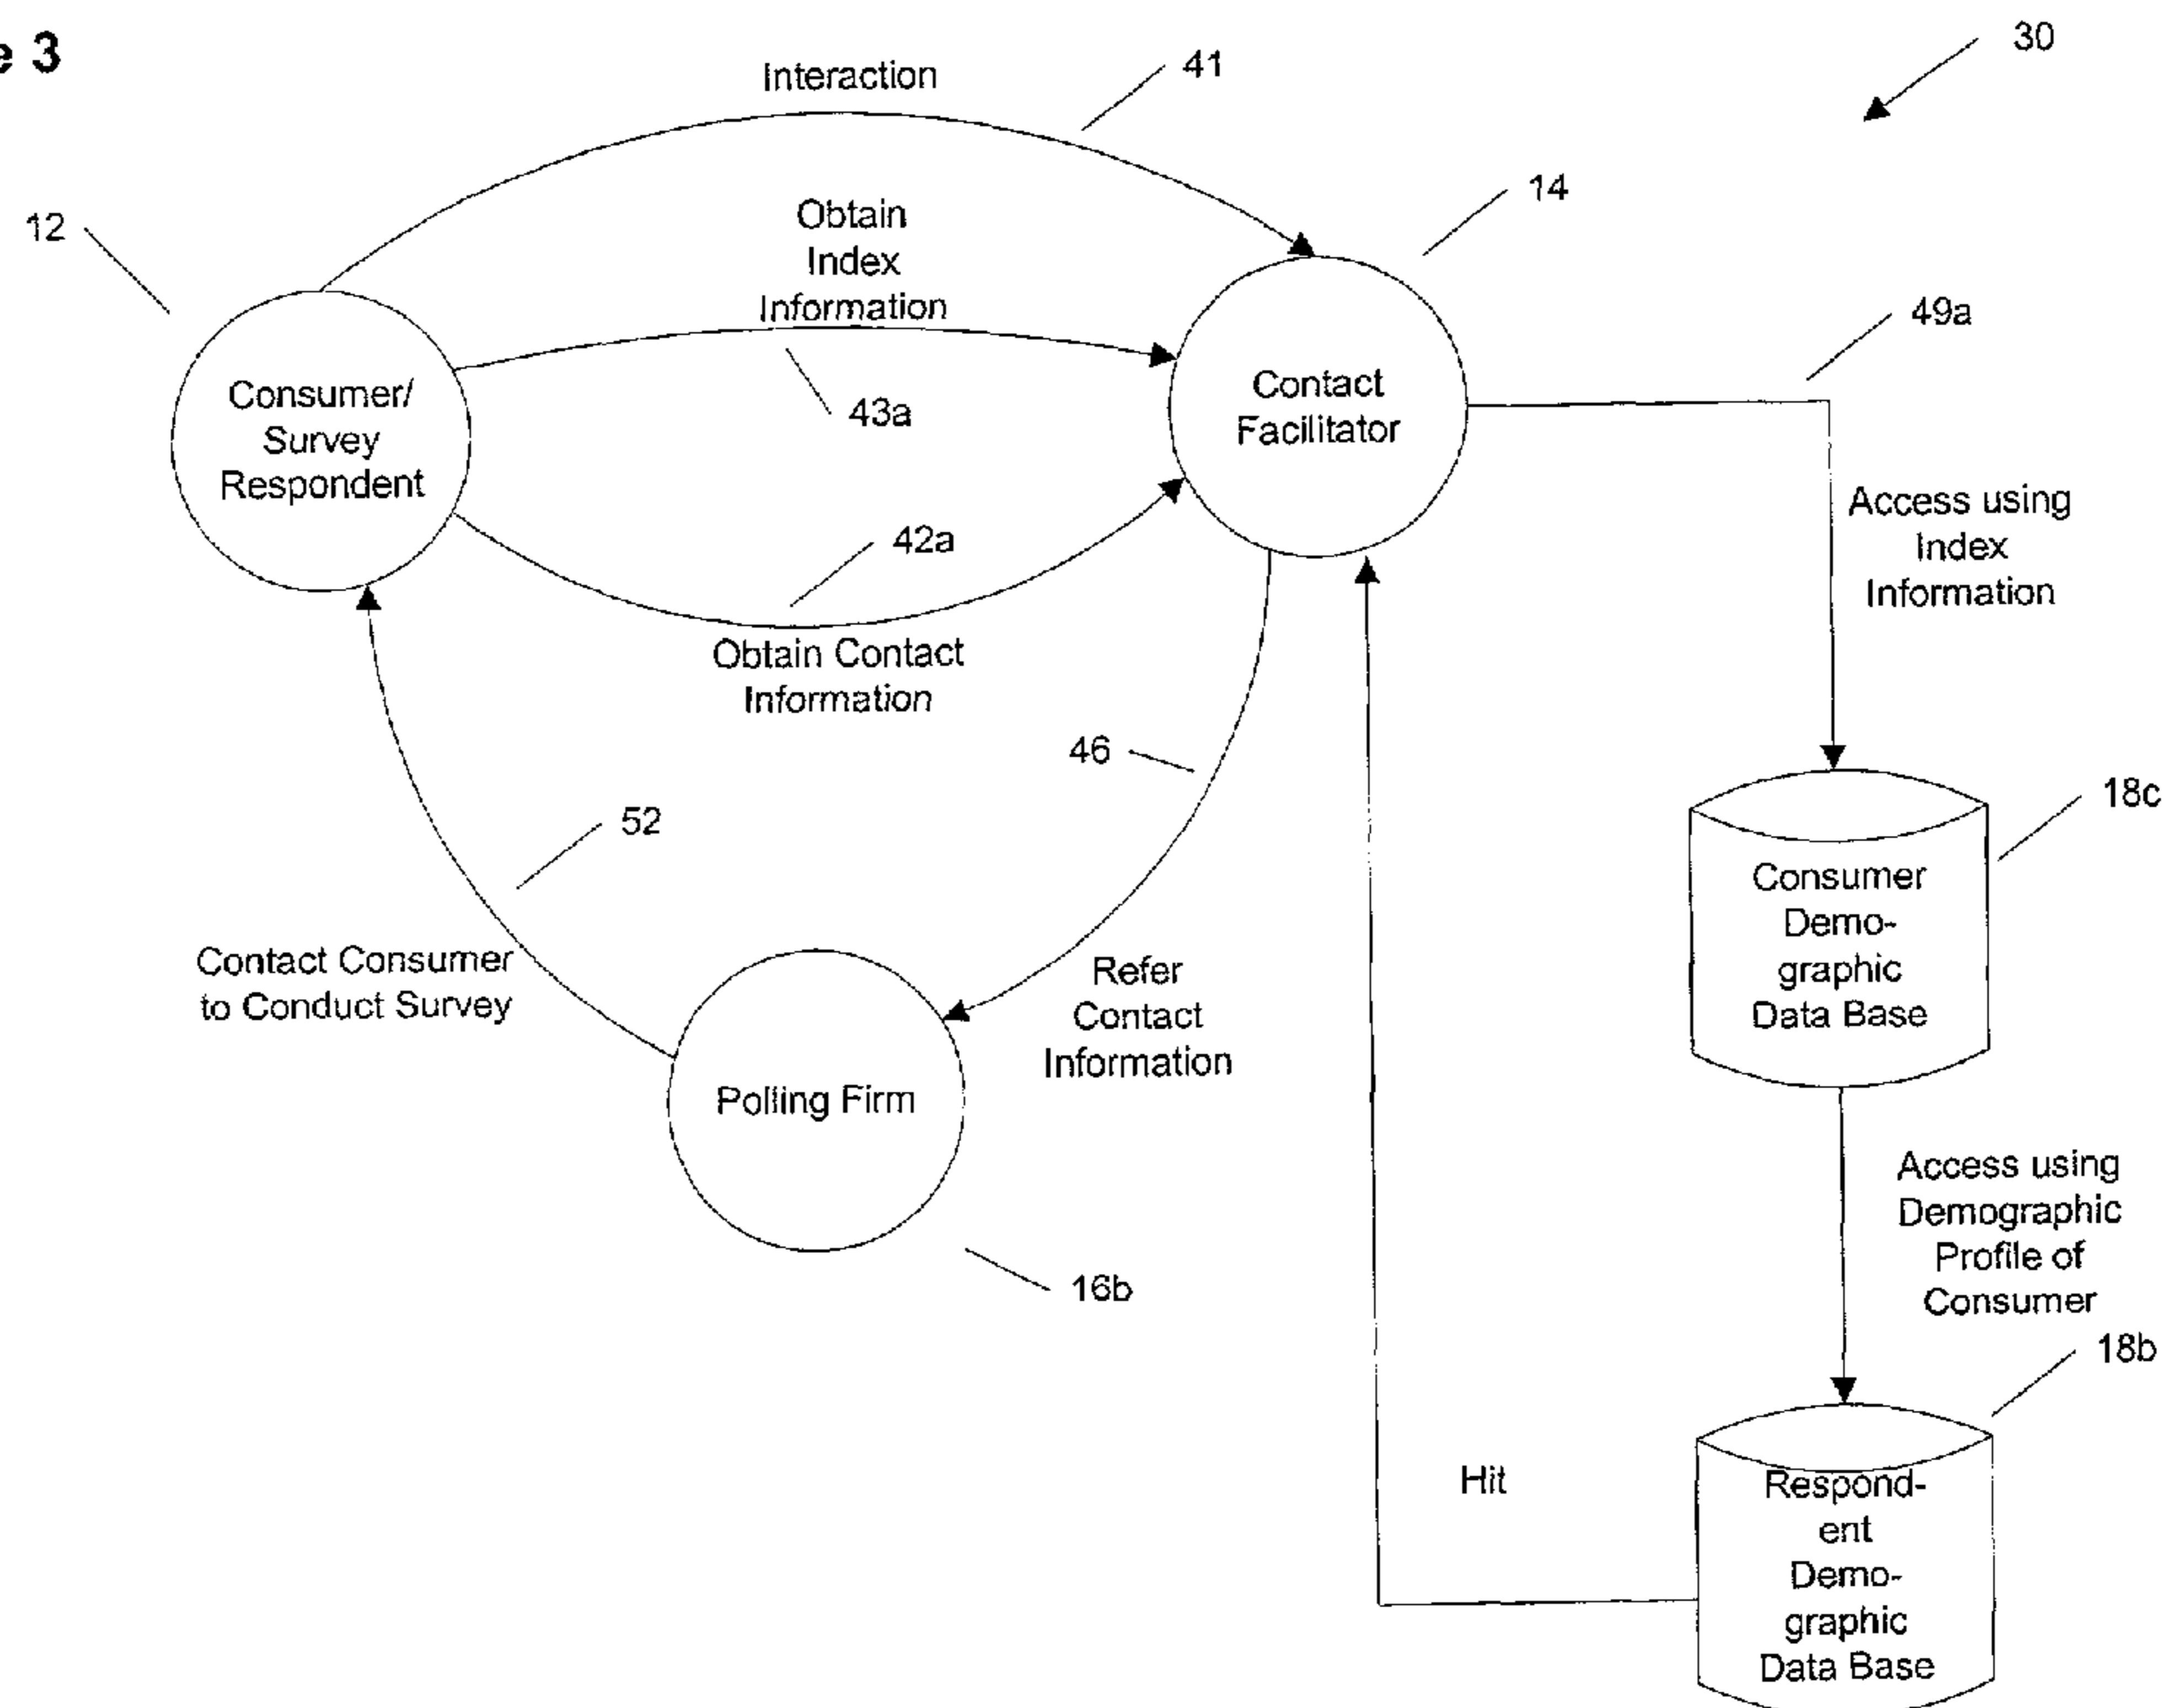 e 3
30
Interaction
41
12
Obtain
Index
Information
14
43a
49a
Consumer/
Survey
Respondent
Contact
Facilitator
42a
Access using
Index
Information
Obtain Contact
Information
46
52
18c
Consumer
Demo-
graphic
Data Base
Contact Consumer
to Conduct Survey
Refer
Contact
Information
Polling Firm
16b
Access using
Demographic
Profile of
Consumer
18b
Hit
Respond-
ent
Demo-
graphic
Data Base